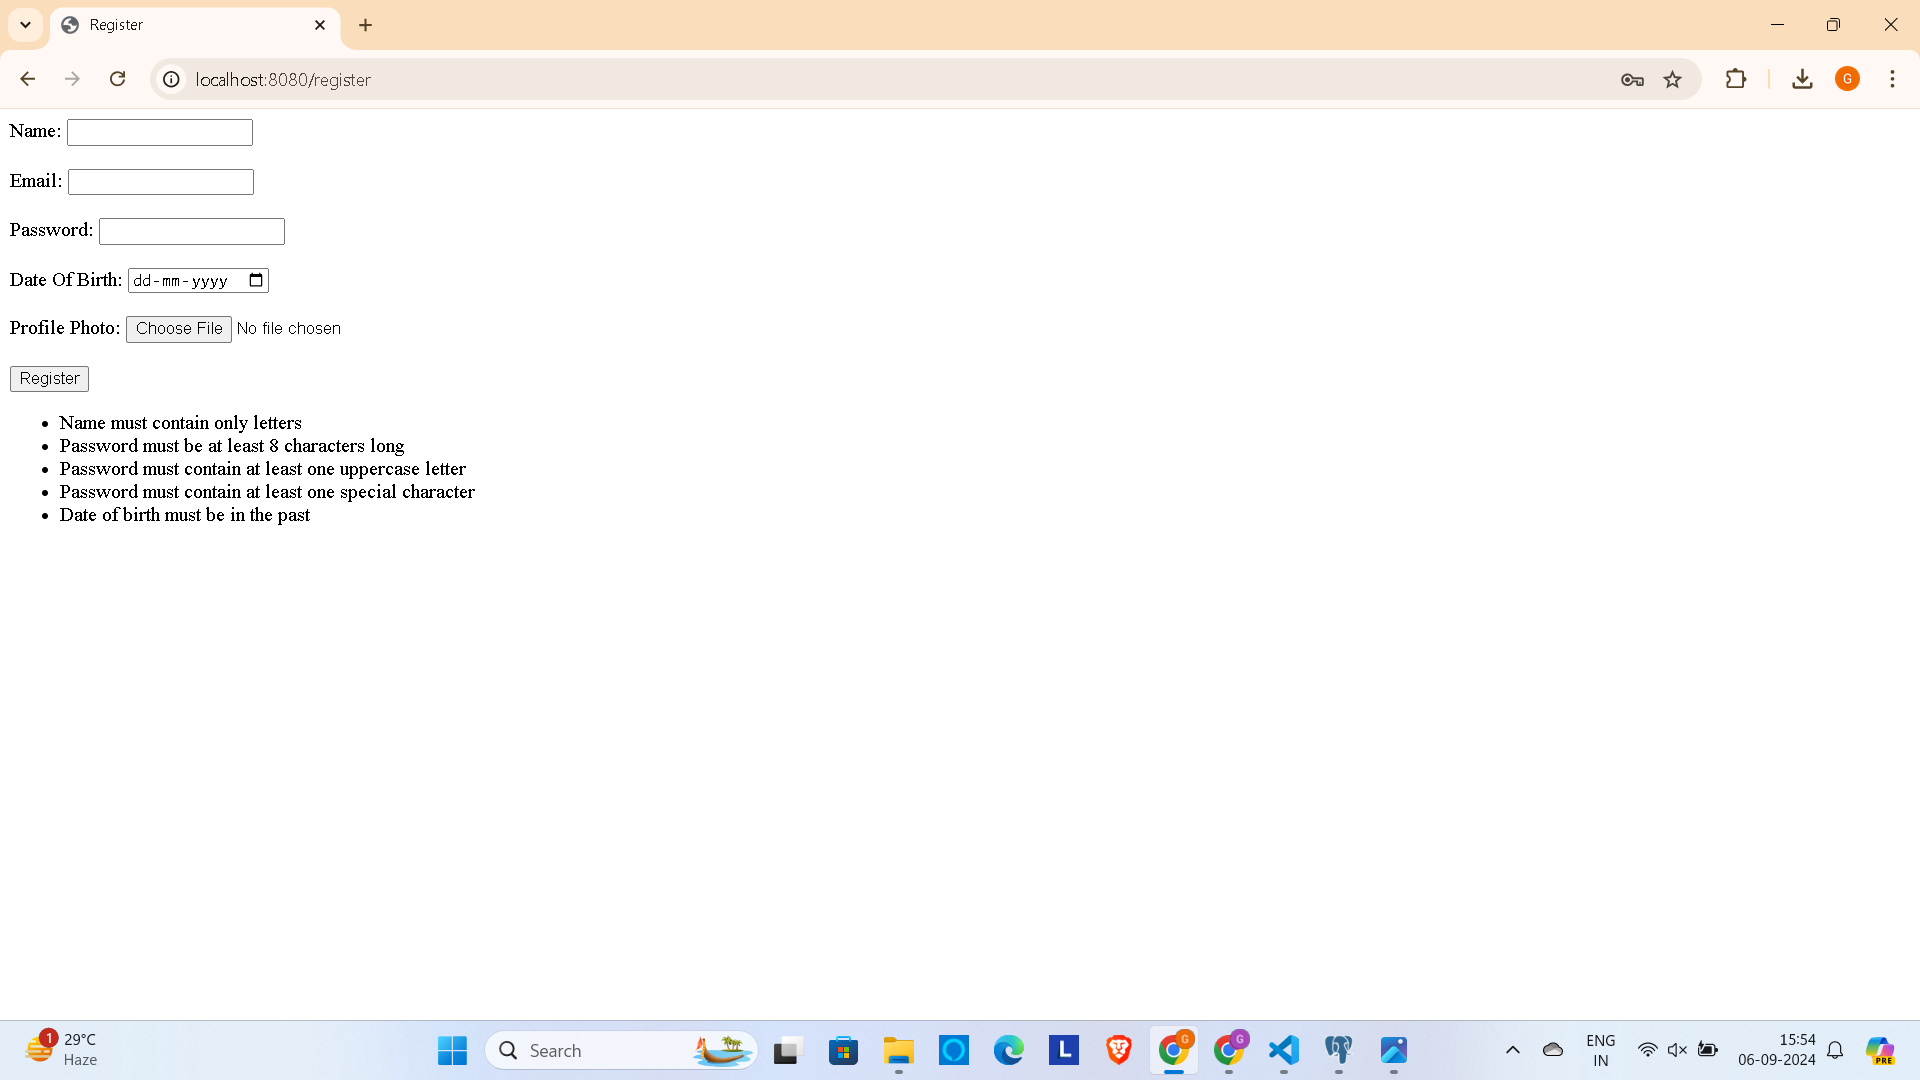 Register
localhost:8080/register
G
Name:
Email:
Password:
Date Of Birth: dd-mm-yyyy
Profile Photo: Choose File No file chosen
Register
Name must contain only letters
Password must be at least 8 characters long
Password must contain at least one uppercase letter
Password must contain at least one special character
Date of birth must be in the past
1
29°C
Haze
Search
L
G
G
ENG
IN
15:54
06-09-2024
PRE